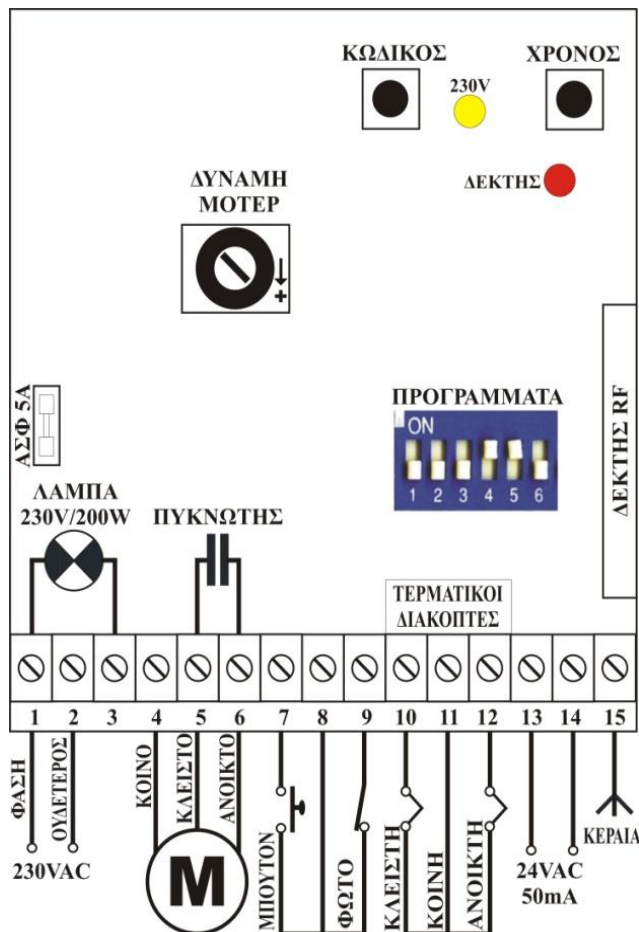 ΚΩΔΙΚΟΣ
ΧΡΟΝΟΣ
230V
ΔΕΚΤΗΣ
ΔΥΝΑΜΗ
ΜΟΤΕΡ
+
ΑΣΦ 5Α
ΠΡΟΓΡΑΜΜΑΤΑ
ON
1 2 3 4 5 6
ΔΕΚΤΗΣ RF
ΛΑΜΠΑ
230V/200W
ΠΥΚΝΩΤΗΣ
ΤΕΡΜΑΤΙΚΟΙ
ΔΙΑΚΟΠΤΕΣ
1 2 3 4 5 6 7 8 9 10 11 12 13 14 15
ΦΑΣΗ
ΟΥΔΕΤΕΡΟΣ
230VAC
ΚΟΙΝΟ
ΚΛΕΙΣΤΟ
ΑΝΟΙΚΤΟ
M
ΜΠΟΥΤΟΝ
ΦΩΤΟ
ΚΛΕΙΣΤΗ
ΚΟΙΝΗ
ΑΝΟΙΚΤΗ
24VAC
50mA
ΚΕΡΑΙΑ